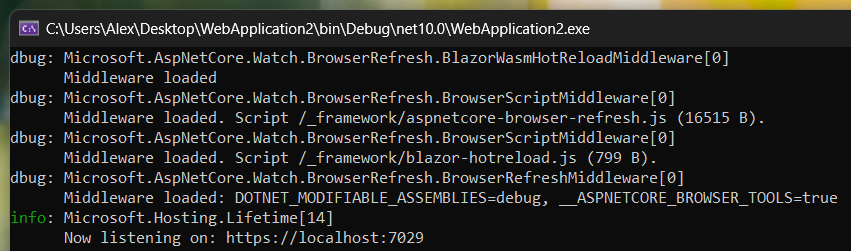 C:\Users\Alex\Desktop\WebApplication2\bin\Debug\net10.0\WebApplication2.exe
dbug: Microsoft.AspNetCore.Watch.BrowserRefresh.BlazorWasmHotReloadMiddleware[0]
      Middleware loaded
dbug: Microsoft.AspNetCore.Watch.BrowserRefresh.BrowserScriptMiddleware[0]
      Middleware loaded. Script /_framework/aspnetcore-browser-refresh.js (16515 B).
dbug: Microsoft.AspNetCore.Watch.BrowserRefresh.BrowserScriptMiddleware[0]
      Middleware loaded. Script /_framework/blazor-hotreload.js (799 B).
dbug: Microsoft.AspNetCore.Watch.BrowserRefresh.BrowserRefreshMiddleware[0]
      Middleware loaded: DOTNET_MODIFIABLE_ASSEMBLIES=debug, __ASPNETCORE_BROWSER_TOOLS=true
info: Microsoft.Hosting.Lifetime[14]
      Now listening on: https://localhost:7029